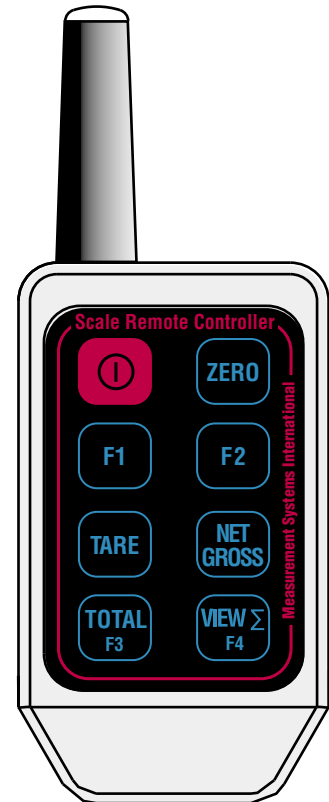 Scale Remote Controller
ZERO
F1
F2
TARE
NET
GROSS
TOTAL
F3
VIEW Σ
F4
Measurement Systems International